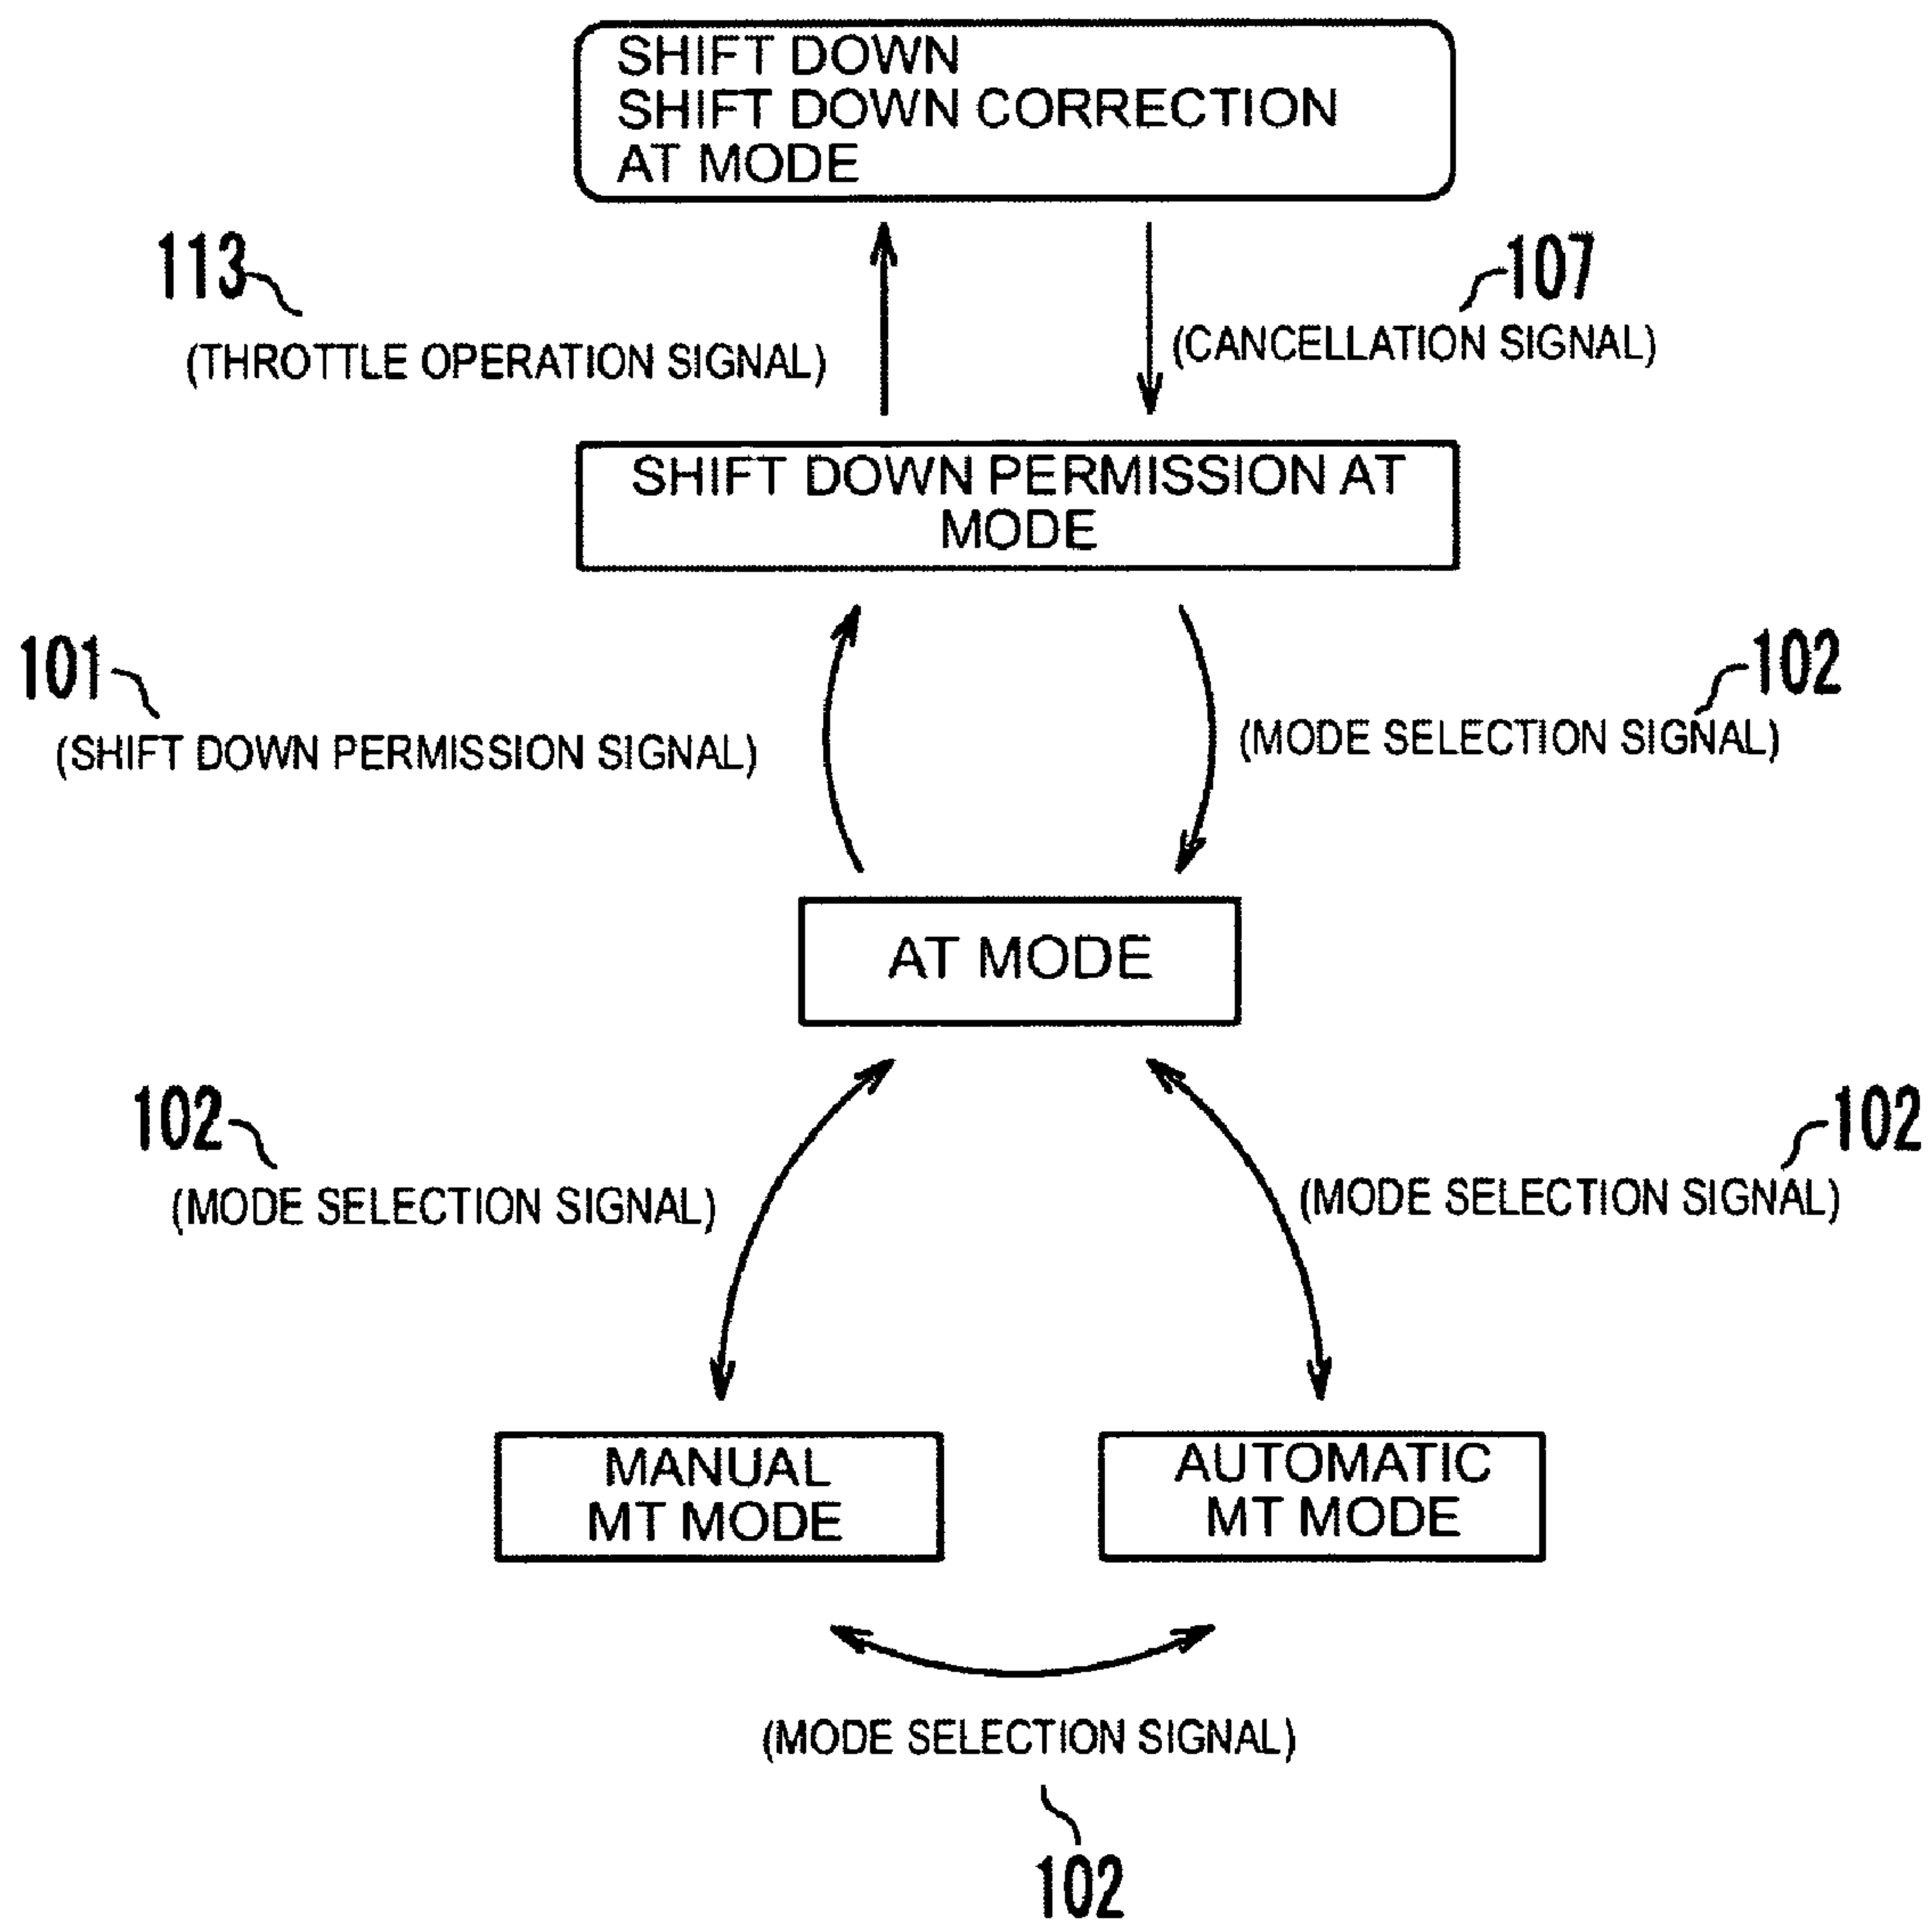 SHIFT DOWN
SHIFT DOWN CORRECTION
AT MODE
113
(THROTTLE OPERATION SIGNAL)
107
(CANCELLATION SIGNAL)
SHIFT DOWN PERMISSION AT
MODE
101
(SHIFT DOWN PERMISSION SIGNAL)
102
(MODE SELECTION SIGNAL)
AT MODE
102
(MODE SELECTION SIGNAL)
102
(MODE SELECTION SIGNAL)
MANUAL
MT MODE
AUTOMATIC
MT MODE
(MODE SELECTION SIGNAL)
102